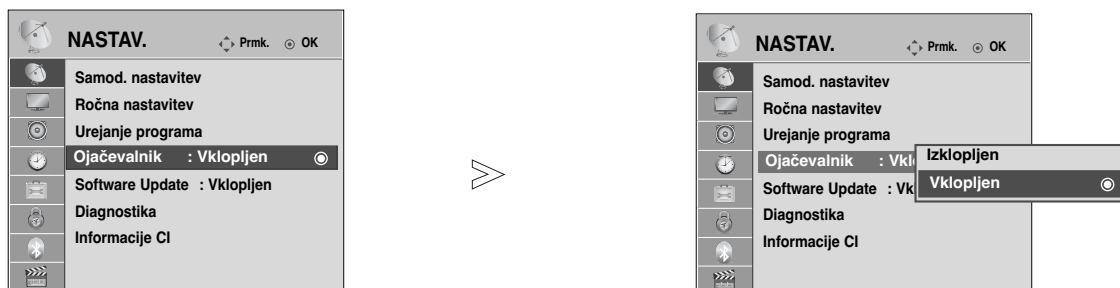 NASTAV. Prmk. OK
Samod. nastavitev
Ročna nastavitev
Urejanje programa
Ojačevalnik : Vklopljen
Software Update : Vklopljen
Diagnostika
Informacije CI
NASTAV. Prmk. OK
Samod. nastavitev
Ročna nastavitev
Urejanje programa
Ojačevalnik : Vkl
Izklopljen
Vklopljen
Software Update : Vk
Diagnostika
Informacije CI